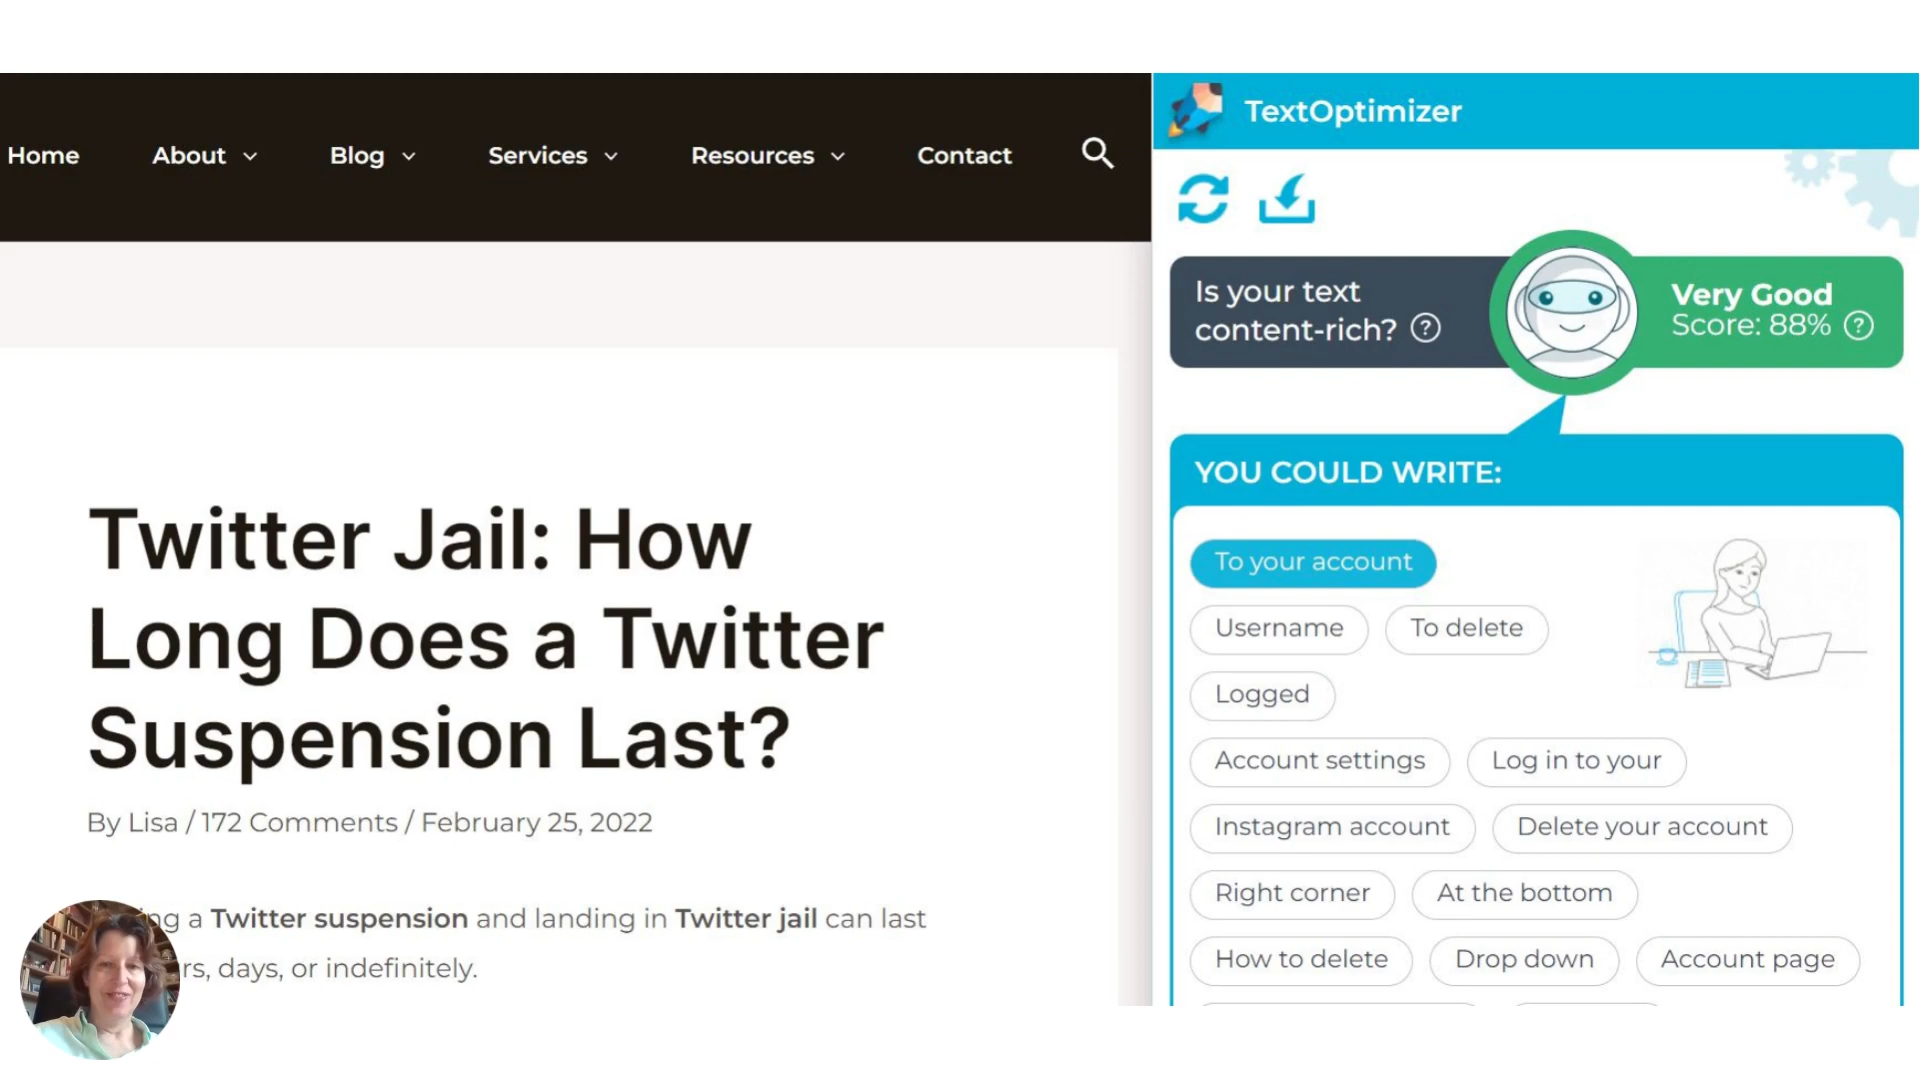 Home About Blog Services Resources Contact
Twitter Jail: How
Long Does a Twitter
Suspension Last?
By Lisa / 172 Comments / February 25, 2022
a Twitter suspension and landing in Twitter jail can last
days, or indefinitely.
TextOptimizer
Is your text
content-rich? ?
Very Good
Score: 88% ?
YOU COULD WRITE:
To your account
Username To delete
Logged
Account settings Log in to your
Instagram account Delete your account
Right corner At the bottom
How to delete Drop down Account page